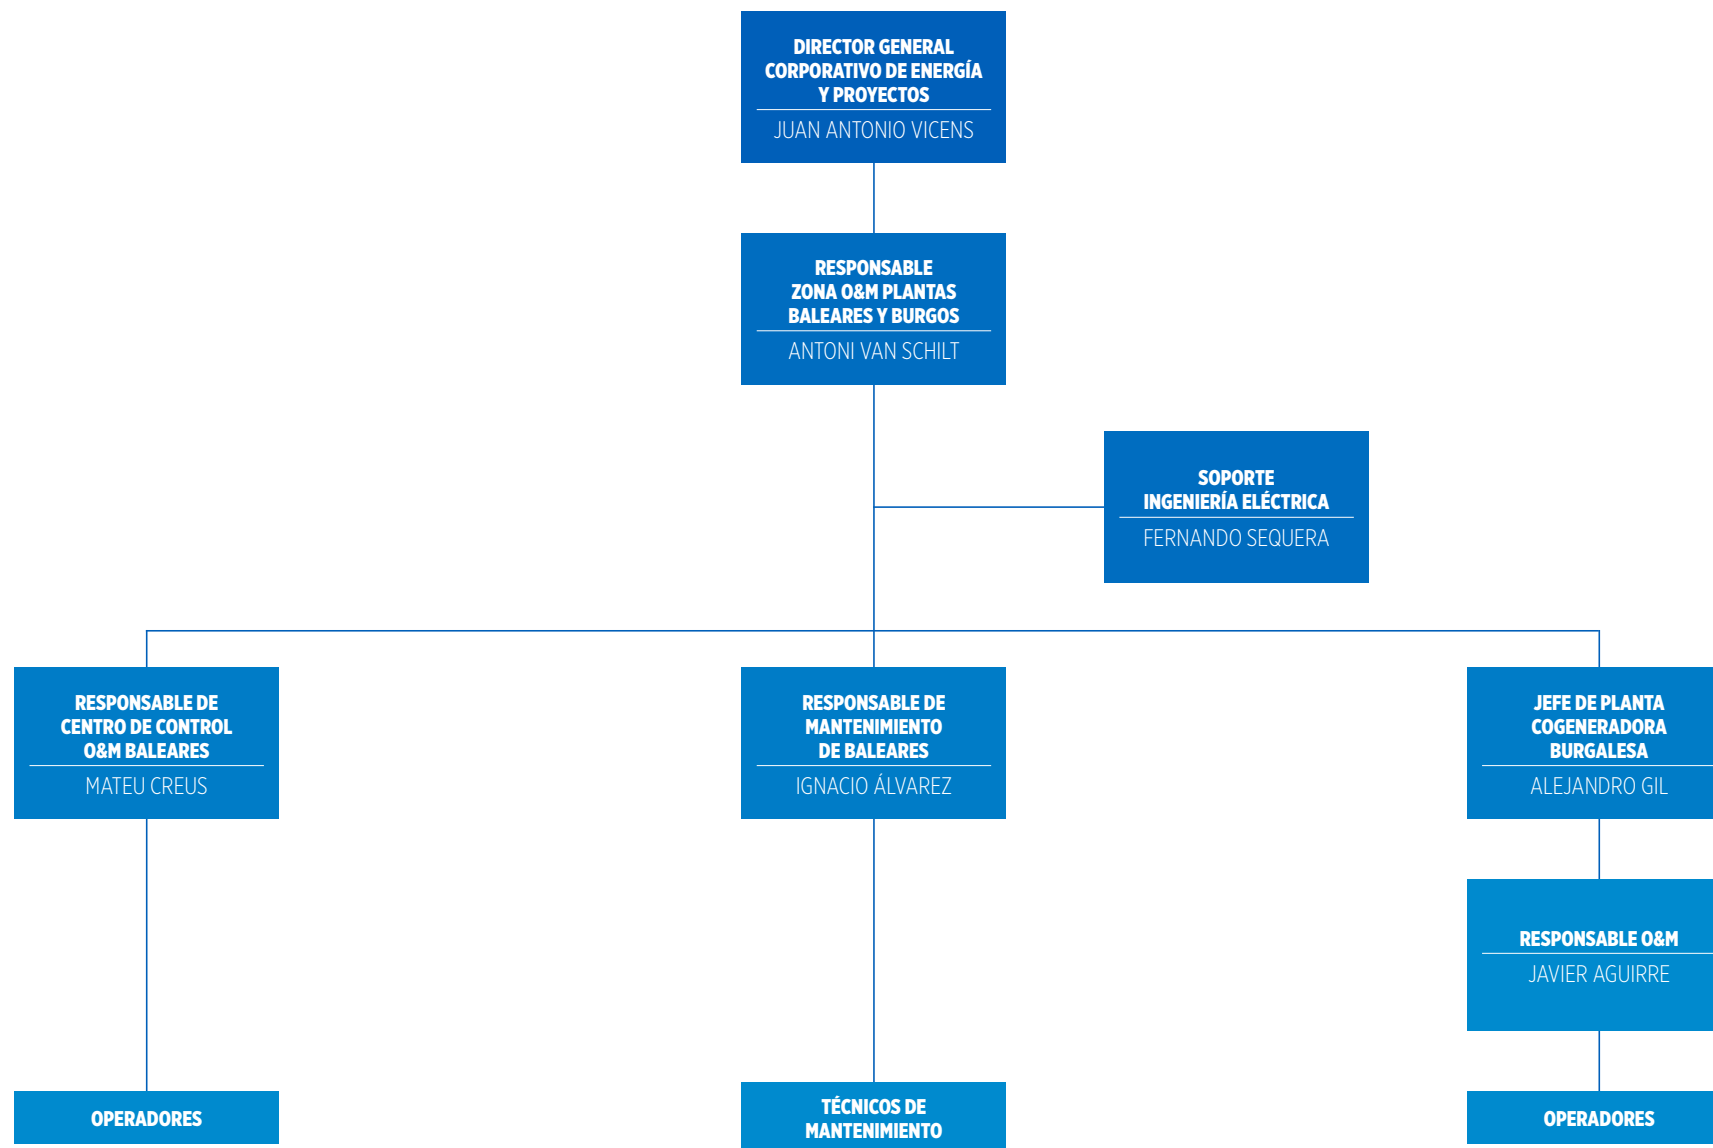 DIRECTOR GENERAL
CORPORATIVO DE ENERGÍA
Y PROYECTOS
JUAN ANTONIO VICENS
RESPONSABLE
ZONA O&M PLANTAS
BALEARES Y BURGOS
ANTONI VAN SCHILT
SOPORTE
INGENIERÍA ELÉCTRICA
FERNANDO SEQUERA
RESPONSABLE DE
CENTRO DE CONTROL
O&M BALEARES
MATEU CREUS
RESPONSABLE DE
MANTENIMIENTO
DE BALEARES
IGNACIO ÁLVAREZ
JEFE DE PLANTA
COGENERADORA
BURGALESA
ALEJANDRO GIL
RESPONSABLE O&M
JAVIER AGUIRRE
OPERADORES
TÉCNICOS DE
MANTENIMIENTO
OPERADORES